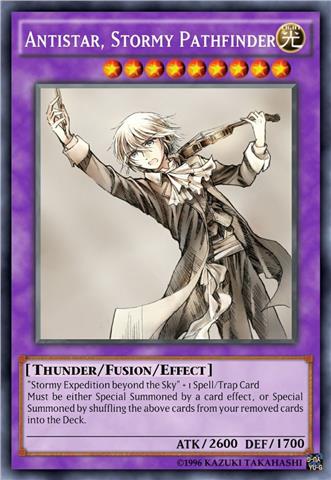 Antistar, Stormy Pathfinder
LIGHT
光
[Thunder/Fusion/Effect]
"Stormy Expedition beyond the Sky" + 1 Spell/Trap Card
Must be either Special Summoned by a card effect, or Special
Summoned by shuffling the above cards from your removed cards
into the Deck.
ATK/2600 DEF/1700
©1996 KAZUKI TAKAHASHI